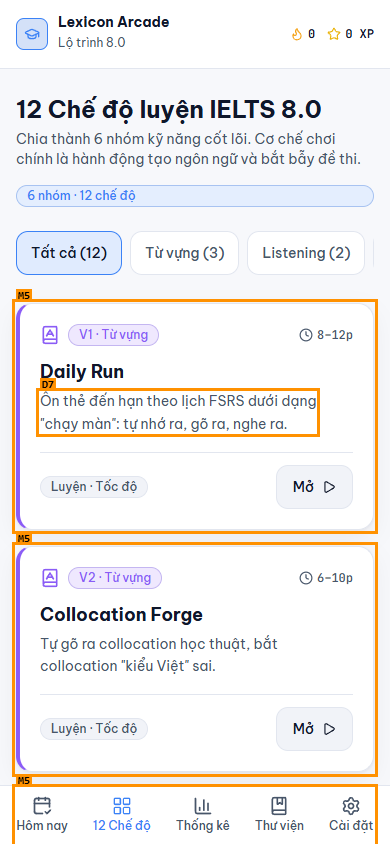 Lexicon Arcade
Lộ trình 8.0
0
0 XP
12 Chế độ luyện IELTS 8.0
Chia thành 6 nhóm kỹ năng cốt lõi. Cơ chế chơi
chính là hành động tạo ngôn ngữ và bắt bẫy đề thi.
6 nhóm · 12 chế độ
Tất cả (12)
Từ vựng (3)
Listening (2)
M5
V1 · Từ vựng
8–12p
Daily Run
D7
Ôn thẻ đến hạn theo lịch FSRS dưới dạng
"chạy màn": tự nhớ ra, gõ ra, nghe ra.
Luyện · Tốc độ
Mở
M5
V2 · Từ vựng
6–10p
Collocation Forge
Tự gõ ra collocation học thuật, bắt
collocation "kiểu Việt" sai.
Luyện · Tốc độ
Mở
M5
Hôm nay
12 Chế độ
Thống kê
Thư viện
Cài đặt